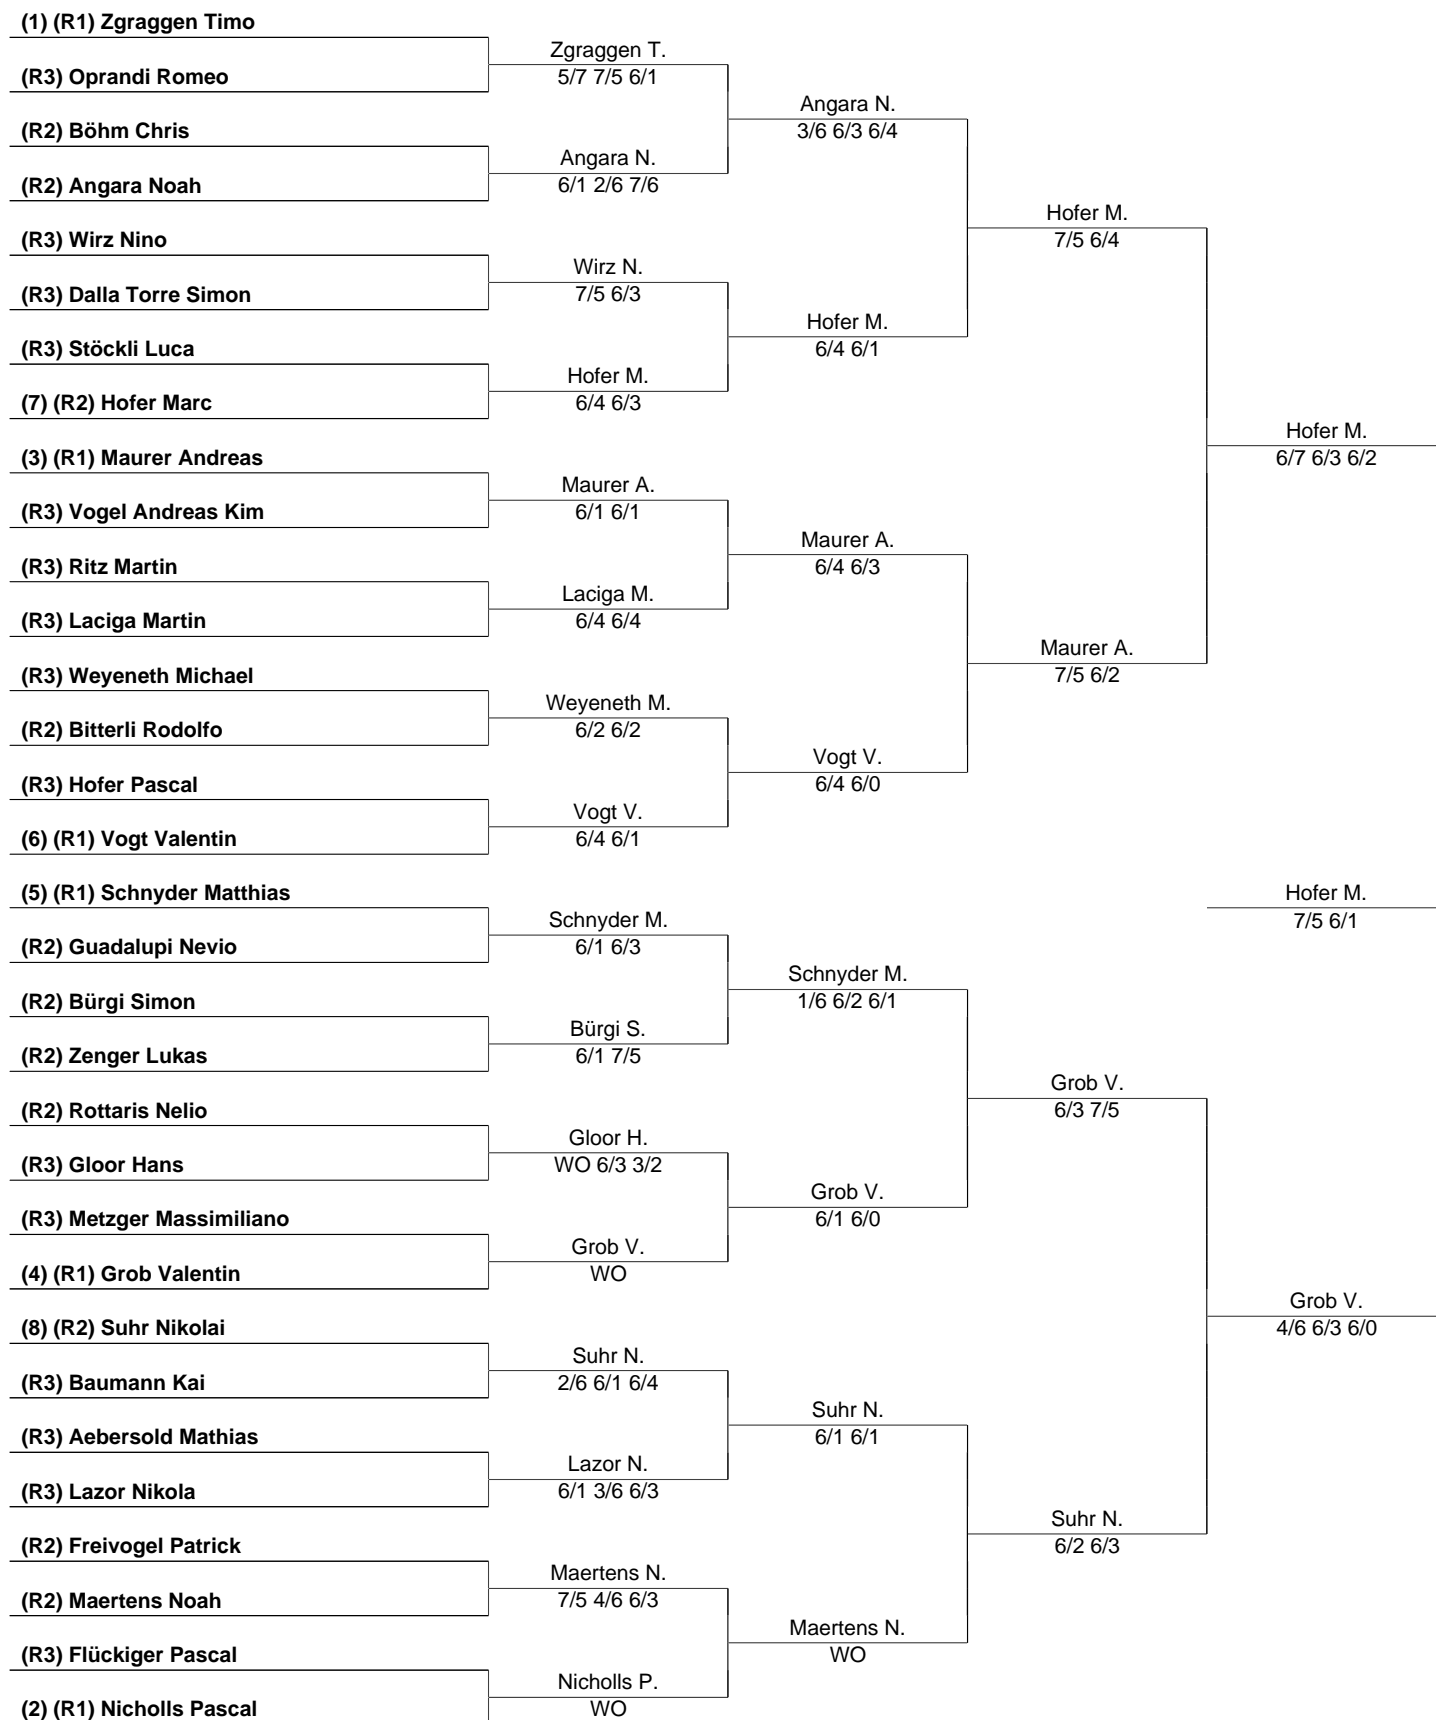 (1) (R1) Zgraggen Timo
Zgraggen T.
(R3) Oprandi Romeo
5/7 7/5 6/1
Angara N.
(R2) Böhm Chris
3/6 6/3 6/4
Angara N.
(R2) Angara Noah
6/1 2/6 7/6
Hofer M.
(R3) Wirz Nino
7/5 6/4
Wirz N.
(R3) Dalla Torre Simon
7/5 6/3
Hofer M.
(R3) Stöckli Luca
6/4 6/1
Hofer M.
(7) (R2) Hofer Marc
6/4 6/3
Hofer M.
(3) (R1) Maurer Andreas
6/7 6/3 6/2
Maurer A.
(R3) Vogel Andreas Kim
6/1 6/1
Maurer A.
(R3) Ritz Martin
6/4 6/3
Laciga M.
(R3) Laciga Martin
6/4 6/4
Maurer A.
(R3) Weyeneth Michael
7/5 6/2
Weyeneth M.
(R2) Bitterli Rodolfo
6/2 6/2
Vogt V.
(R3) Hofer Pascal
6/4 6/0
Vogt V.
(6) (R1) Vogt Valentin
6/4 6/1
(5) (R1) Schnyder Matthias
Hofer M.
7/5 6/1
Schnyder M.
(R2) Guadalupi Nevio
6/1 6/3
Schnyder M.
(R2) Bürgi Simon
1/6 6/2 6/1
Bürgi S.
(R2) Zenger Lukas
6/1 7/5
Grob V.
(R2) Rottaris Nelio
6/3 7/5
Gloor H.
(R3) Gloor Hans
WO 6/3 3/2
Grob V.
(R3) Metzger Massimiliano
6/1 6/0
Grob V.
(4) (R1) Grob Valentin
WO
Grob V.
(8) (R2) Suhr Nikolai
4/6 6/3 6/0
Suhr N.
(R3) Baumann Kai
2/6 6/1 6/4
Suhr N.
(R3) Aebersold Mathias
6/1 6/1
Lazor N.
(R3) Lazor Nikola
6/1 3/6 6/3
Suhr N.
(R2) Freivogel Patrick
6/2 6/3
Maertens N.
(R2) Maertens Noah
7/5 4/6 6/3
Maertens N.
(R3) Flückiger Pascal
WO
Nicholls P.
(2) (R1) Nicholls Pascal
WO